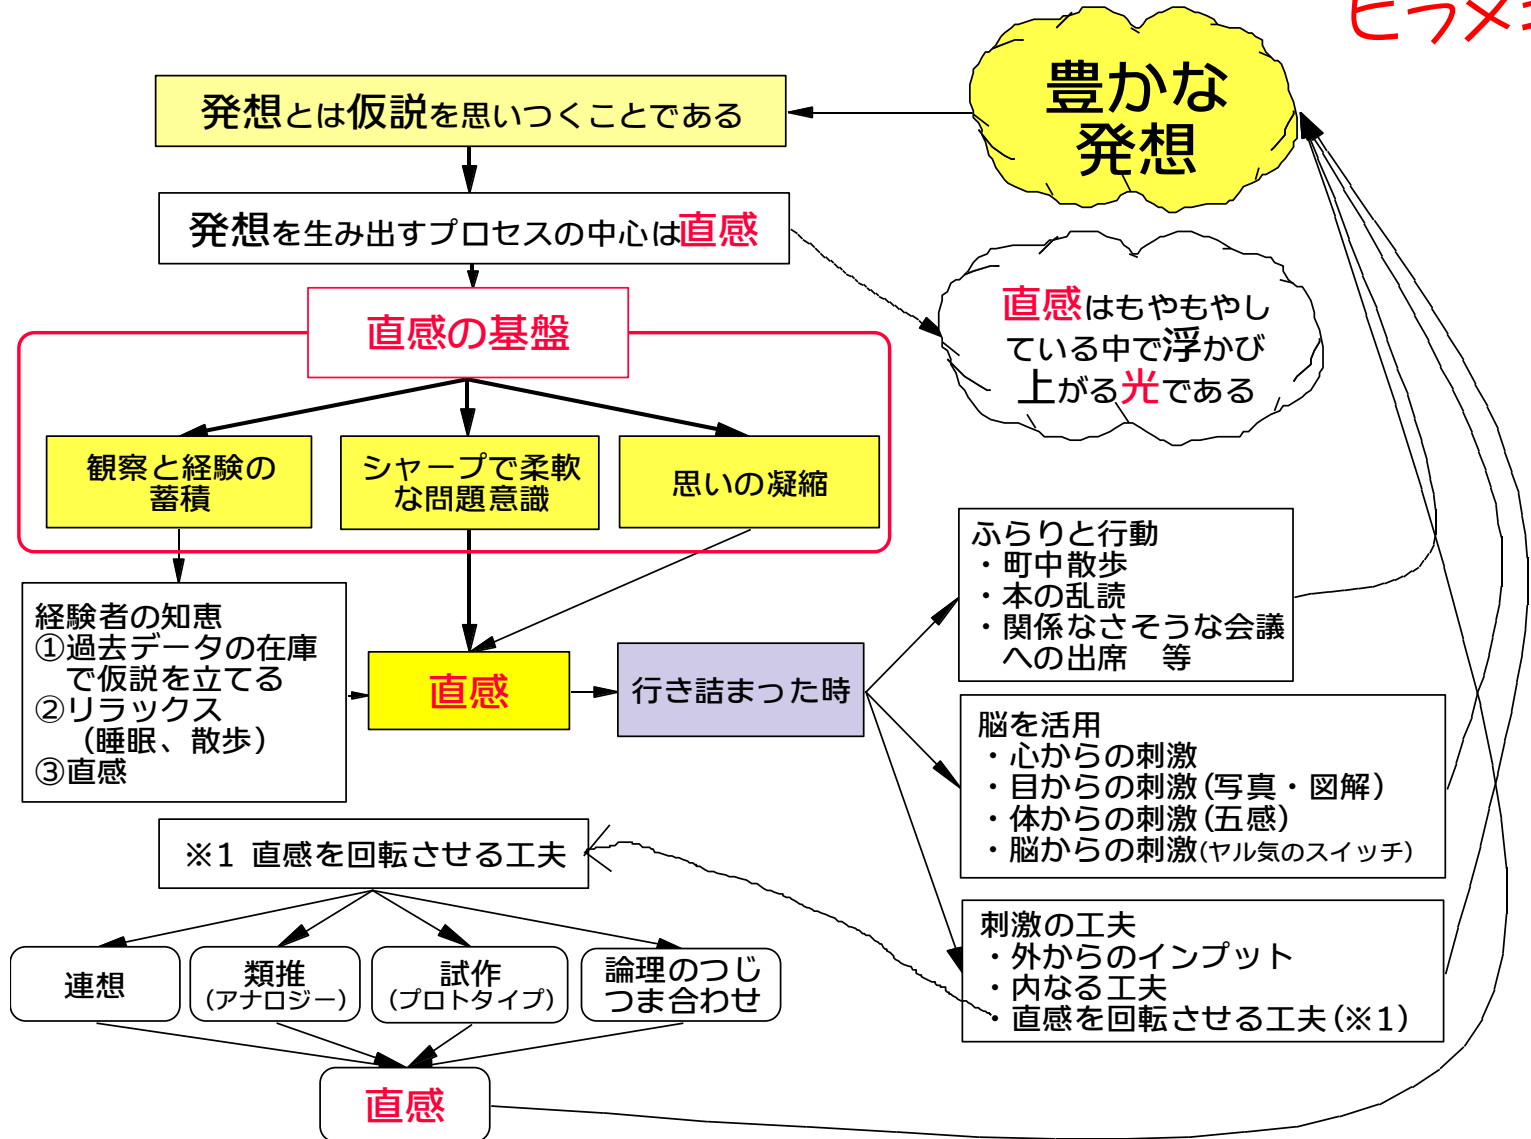 ヒラメキ
豊かな
発想
発想とは仮説を思いつくことである
発想を生み出すプロセスの中心は直感
直感はもやもやし
ている中で浮かび
上がる光である
直感の基盤
観察と経験の
蓄積
シャープで柔軟
な問題意識
思いの凝縮
経験者の知恵
①過去データの在庫
で仮説を立てる
②リラックス
（睡眠、散歩）
③直感
直感
行き詰まった時
ふらりと行動
・町中散歩
・本の乱読
・関係なさそうな会議
への出席　等
脳を活用
・心からの刺激
・目からの刺激（写真・図解）
・体からの刺激（五感）
・脳からの刺激（ヤル気のスイッチ）
刺激の工夫
・外からのインプット
・内なる工夫
・直感を回転させる工夫（※1）
※1 直感を回転させる工夫
連想
類推
（アナロジー）
試作
（プロトタイプ）
論理のつじ
つま合わせ
直感